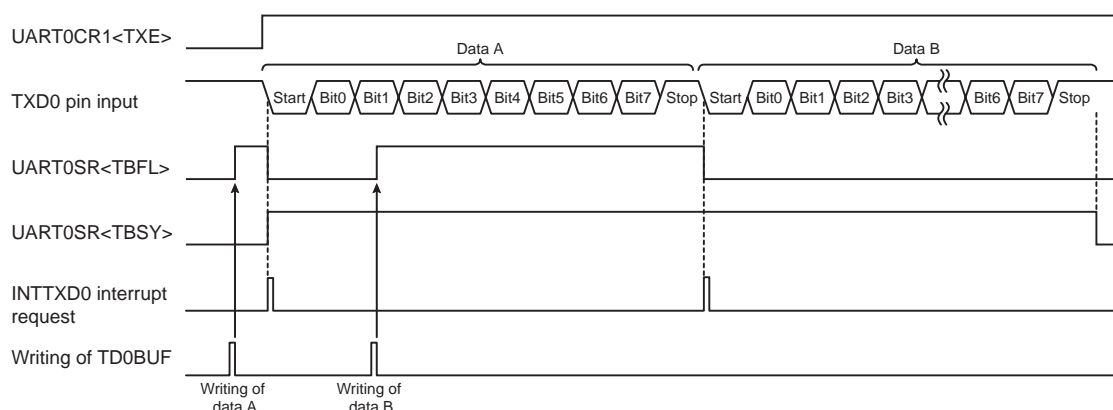 UART0CR1<TXE>
Data A
Data B
TXD0 pin input
Start Bit0 Bit1 Bit2 Bit3 Bit4 Bit5 Bit6 Bit7 Stop Start Bit0 Bit1 Bit2 Bit3 Bit6 Bit7 Stop
UART0SR<TBFL>
UART0SR<TBSY>
INTTXD0 interrupt
request
Writing of TD0BUF
Writing of
data A
Writing of
data B